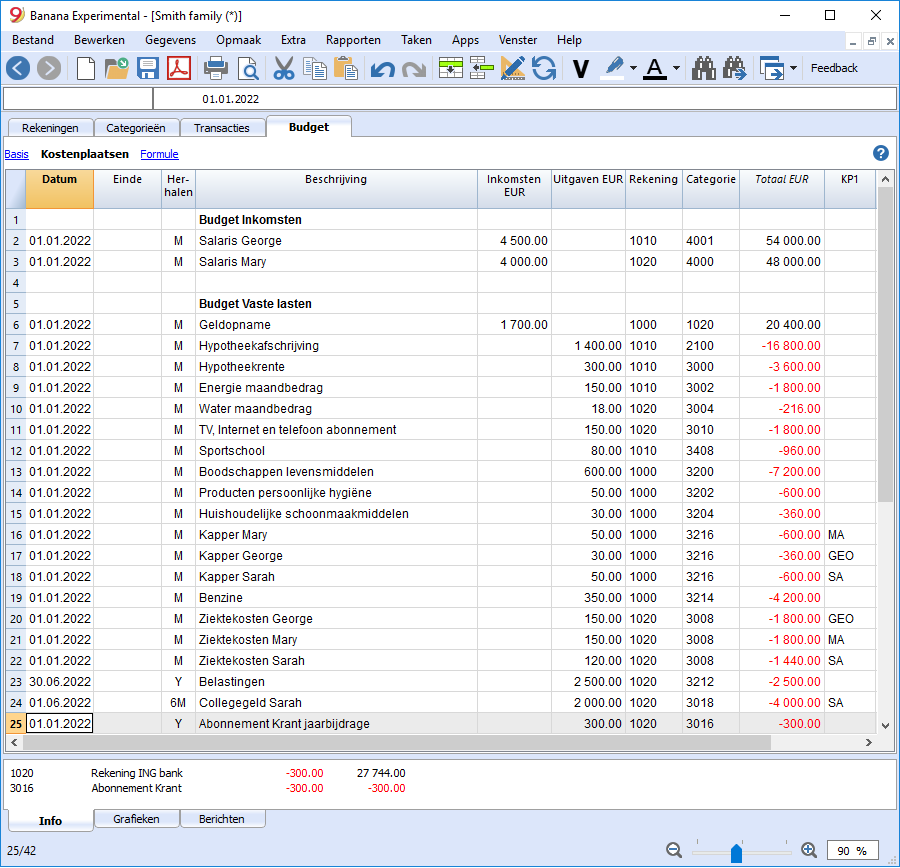 Banana Experimental - [Smith family (*)]
Bestand Bewerken Gegevens Opmaak Extra Rapporten Taken Apps Venster Help
V A Feedback
01.01.2022
Rekeningen Categorieën Transacties Budget
Basis Kostenplaatsen Formule ?
Datum Einde Her- Beschrijving Inkomsten Uitgaven EUR Rekening Categorie Totaal EUR KP1
halen EUR
1 Budget Inkomsten
2 01.01.2022 M Salaris George 4 500.00 1010 4001 54 000.00
3 01.01.2022 M Salaris Mary 4 000.00 1020 4000 48 000.00
4
5 Budget Vaste lasten
6 01.01.2022 M Geldopname 1 700.00 1000 1020 20 400.00
7 01.01.2022 M Hypotheekafschrijving 1 400.00 1010 2100 -16 800.00
8 01.01.2022 M Hypotheekrente 300.00 1010 3000 -3 600.00
9 01.01.2022 M Energie maandbedrag 150.00 1010 3002 -1 800.00
10 01.01.2022 M Water maandbedrag 18.00 1020 3004 -216.00
11 01.01.2022 M TV, Internet en telefoon abonnement 150.00 1020 3010 -1 800.00
12 01.01.2022 M Sportschool 80.00 1010 3408 -960.00
13 01.01.2022 M Boodschappen levensmiddelen 600.00 1000 3200 -7 200.00
14 01.01.2022 M Producten persoonlijke hygiëne 50.00 1000 3202 -600.00
15 01.01.2022 M Huishoudelijke schoonmaakmiddelen 30.00 1000 3204 -360.00
16 01.01.2022 M Kapper Mary 50.00 1000 3216 -600.00 MA
17 01.01.2022 M Kapper George 30.00 1000 3216 -360.00 GEO
18 01.01.2022 M Kapper Sarah 50.00 1000 3216 -600.00 SA
19 01.01.2022 M Benzine 350.00 1000 3214 -4 200.00
20 01.01.2022 M Ziektekosten George 150.00 1020 3008 -1 800.00 GEO
21 01.01.2022 M Ziektekosten Mary 150.00 1020 3008 -1 800.00 MA
22 01.01.2022 M Ziektekosten Sarah 120.00 1020 3008 -1 440.00 SA
23 30.06.2022 Y Belastingen 2 500.00 1020 3212 -2 500.00
24 01.06.2022 6M Collegegeld Sarah 2 000.00 1020 3018 -4 000.00 SA
25 01.01.2022 Y Abonnement Krant jaarbijdrage 300.00 1020 3016 -300.00
1020 Rekening ING bank -300.00 27 744.00
3016 Abonnement Krant -300.00 -300.00
Info Grafieken Berichten
25/42 90 %